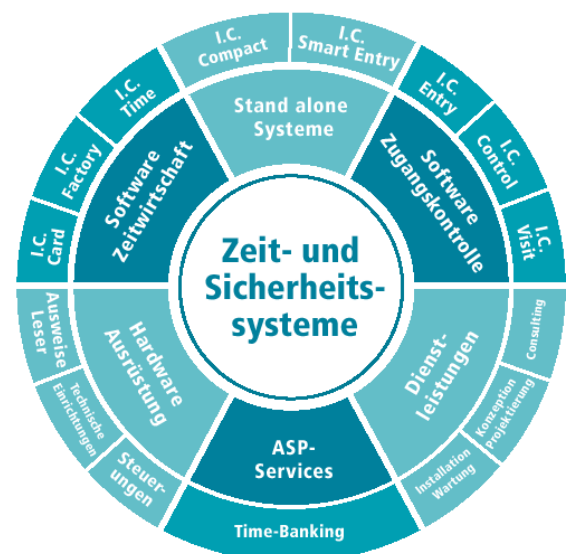 Zeit- und
Sicherheits-
systeme
Stand alone
Systeme
I.C.
Compact
I.C.
Smart Entry
Software
Zugangskontrolle
I.C.
Entry
I.C.
Control
I.C.
Visit
Dienst-
leistungen
Consulting
Konzeption
Projektierung
Installation
Wartung
ASP-
Services
Time-Banking
Hardware
Ausrüstung
Steuer-
ungen
Technische
Einrichtungen
Ausweise
Leser
Software
Zeitwirtschaft
I.C.
Card
I.C.
Factory
I.C.
Time